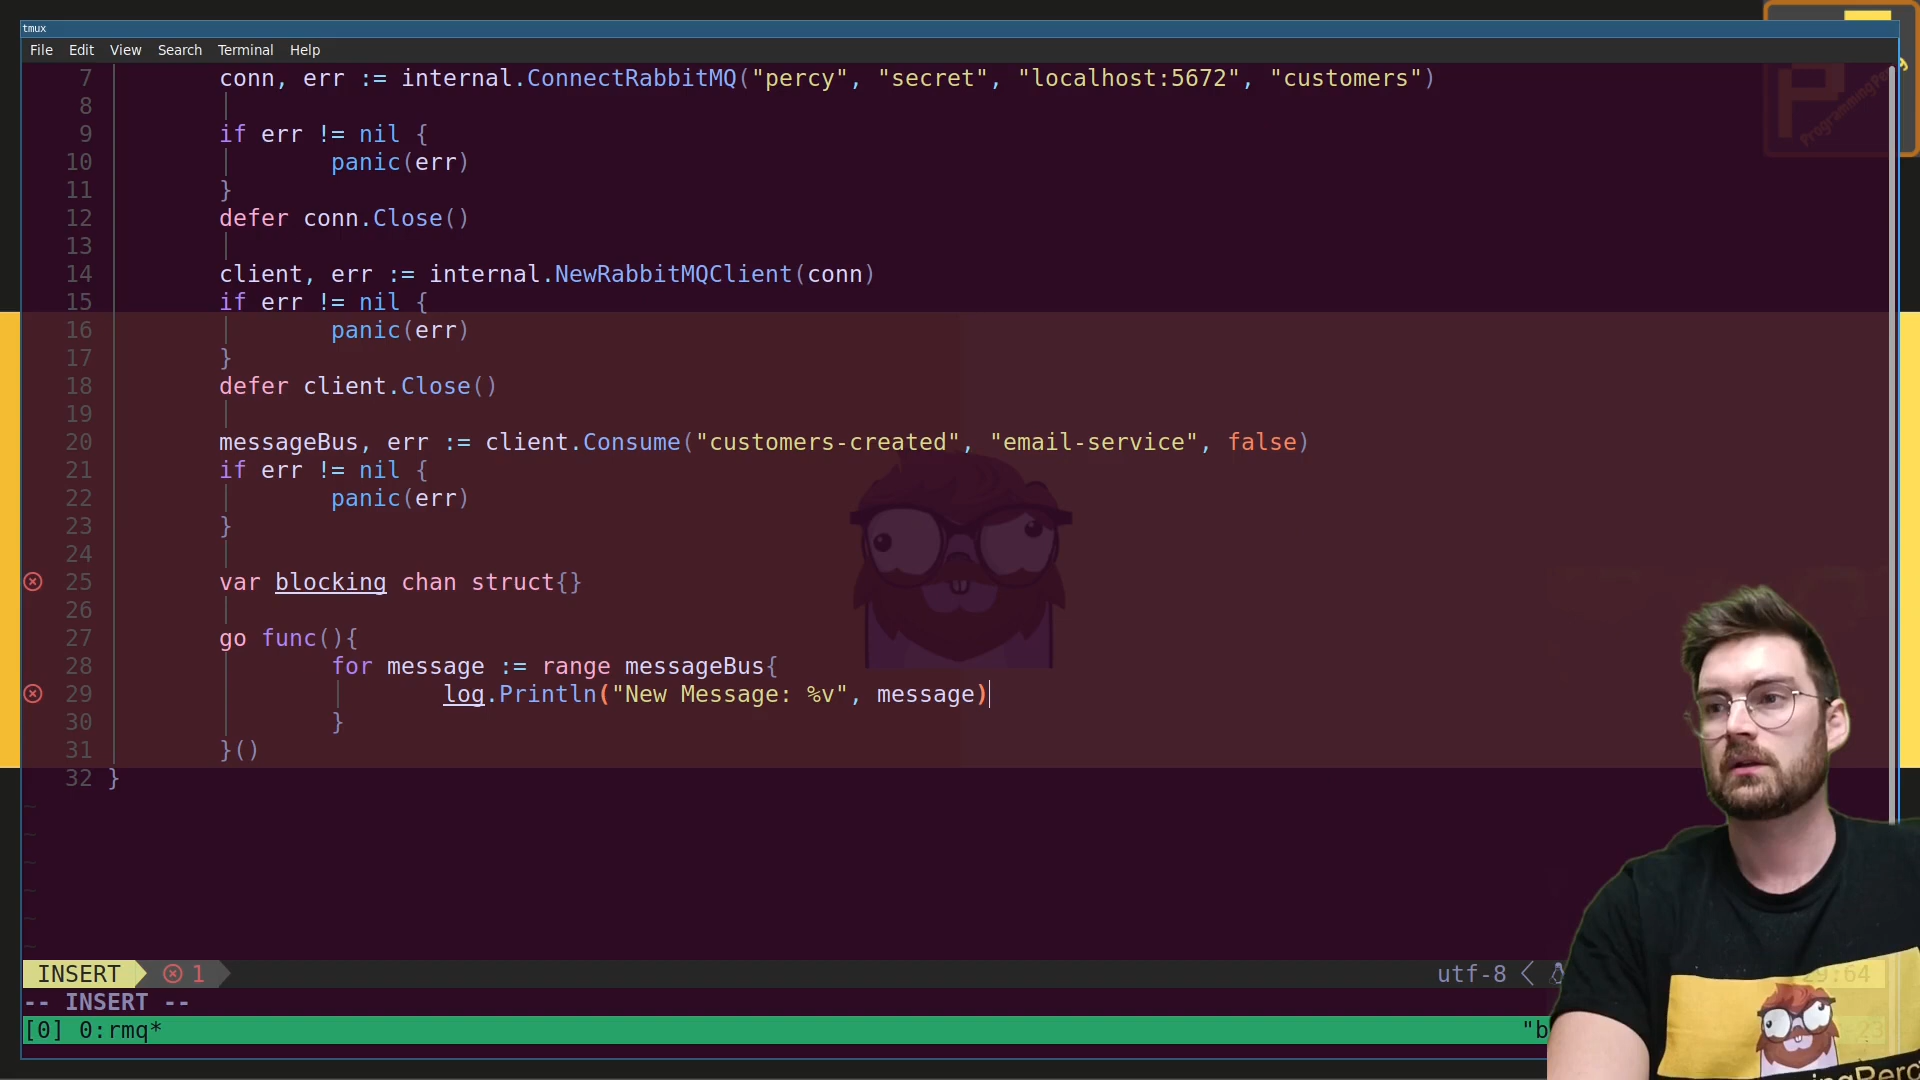 tmux
File Edit View Search Terminal Help
7 conn, err := internal.ConnectRabbitMQ("percy", "secret", "localhost:5672", "customers")
8
9 if err != nil {
10 panic(err)
11 }
12 defer conn.Close()
13
14 client, err := internal.NewRabbitMQClient(conn)
15 if err != nil {
16 panic(err)
17 }
18 defer client.Close()
19
20 messageBus, err := client.Consume("customers-created", "email-service", false)
21 if err != nil {
22 panic(err)
23 }
24
25 var blocking chan struct{}
26
27 go func(){
28 for message := range messageBus{
29 log.Println("New Message: %v", message)
30 }
31 }()
32 }
INSERT 1 utf-8 < 29:64
-- INSERT --
[0] 0:rmq* "b